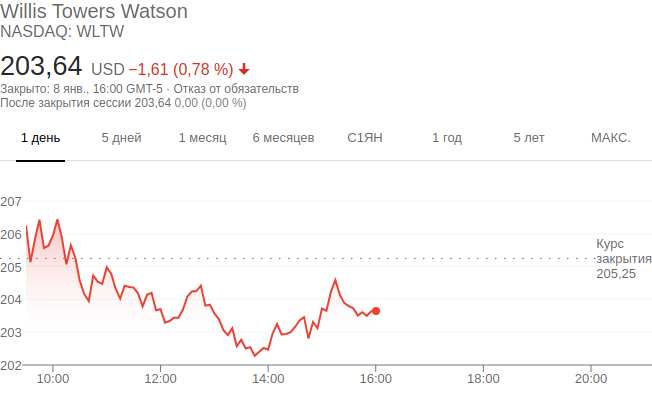 Willis Towers Watson
NASDAQ: WLTW
203,64 USD −1,61 (0,78 %)
Закрыто: 8 янв., 16:00 GMT-5 · Отказ от обязательств
После закрытия сессии 203,64 0,00 (0,00 %)
1 день 5 дней 1 месяц 6 месяцев С1ЯН 1 год 5 лет МАКС.
207
206
Курс
закрытия
205,25
205
204
203
202
10:00 12:00 14:00 16:00 18:00 20:00